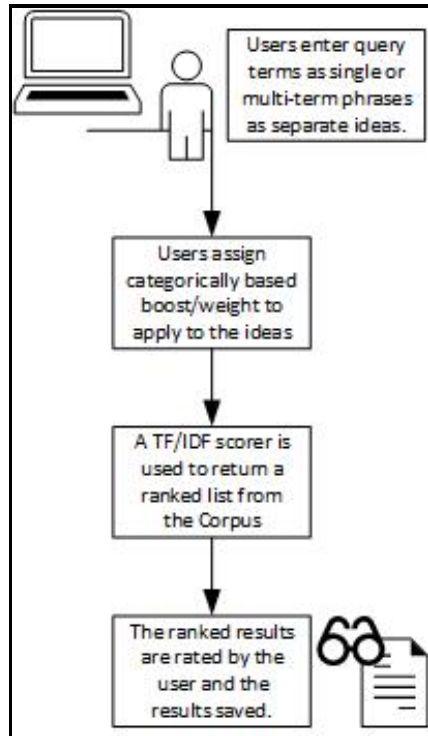 Users enter query
terms as single or
multi-term phrases
as separate ideas.
Users assign
categorically based
boost/weight to
apply to the ideas
A TF/IDF scorer is
used to return a
ranked list from
the Corpus
The ranked results
are rated by the
user and the
results saved.